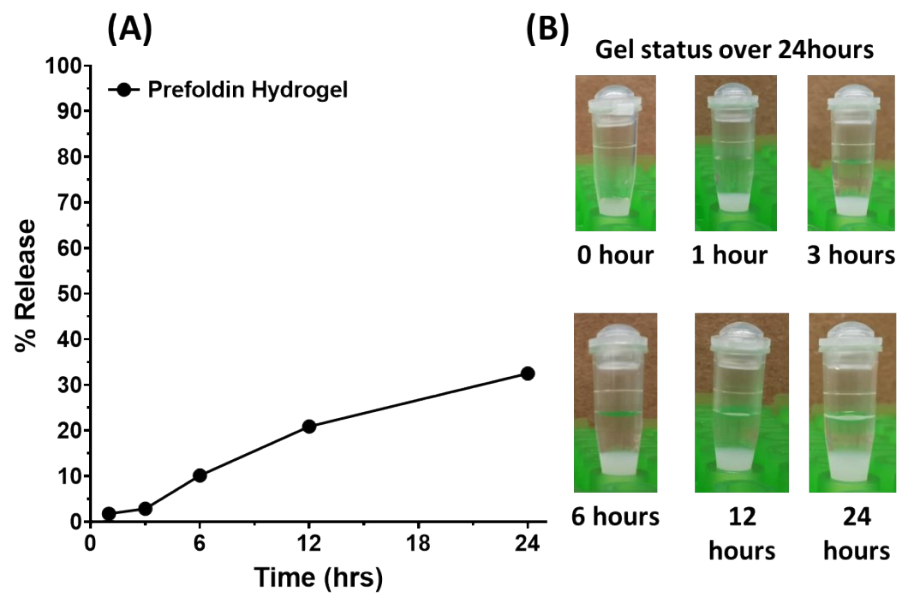 (A)
100
90
80
70
60
50
40
30
20
10
0
% Release
Prefoldin Hydrogel
0
6
12
18
24
Time (hrs)
(B)
Gel status over 24hours
0 hour
1 hour
3 hours
6 hours
12
hours
24
hours